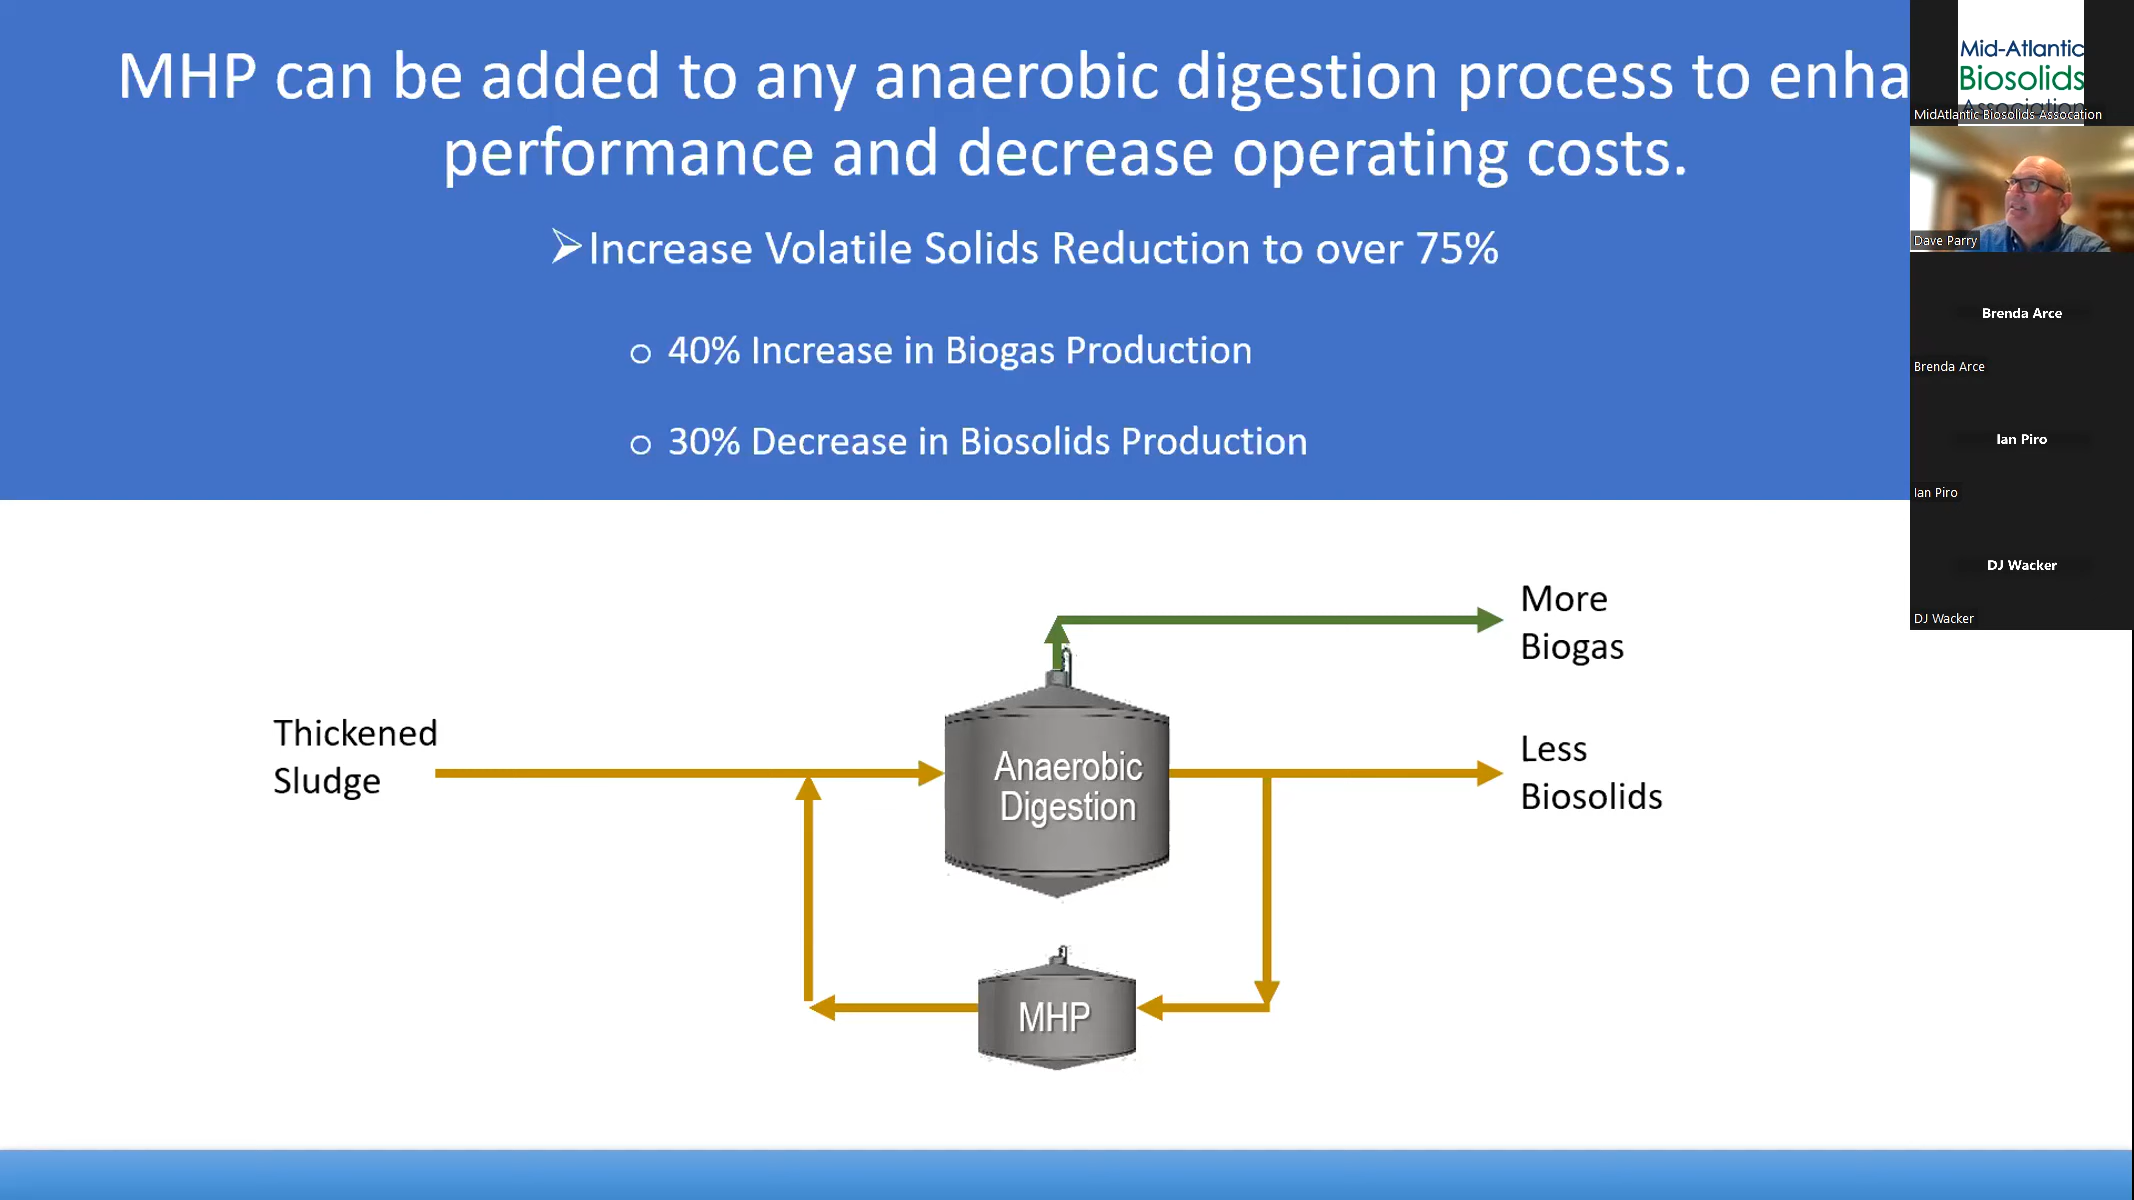 MHP can be added to any anaerobic digestion process to enha
performance and decrease operating costs.
Increase Volatile Solids Reduction to over 75%
40% Increase in Biogas Production
30% Decrease in Biosolids Production
More
Biogas
Thickened
Sludge
Anaerobic
Digestion
Less
Biosolids
MHP
Mid-Atlantic
Biosolids
Association
MidAtlantic Biosolids Assocation
Dave Parry
Brenda Arce
Brenda Arce
Ian Piro
Ian Piro
DJ Wacker
DJ Wacker